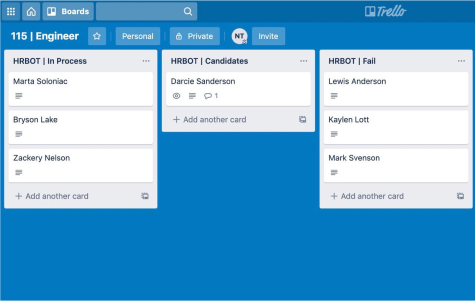 Boards
Trello
115 | Engineer
Personal
Private
NT
Invite
HRBOT | In Process
Marta Soloniac
Bryson Lake
Zackery Nelson
+ Add another card
HRBOT | Candidates
Darcie Sanderson
1
+ Add another card
HRBOT | Fail
Lewis Anderson
Kaylen Lott
Mark Svenson
+ Add another card